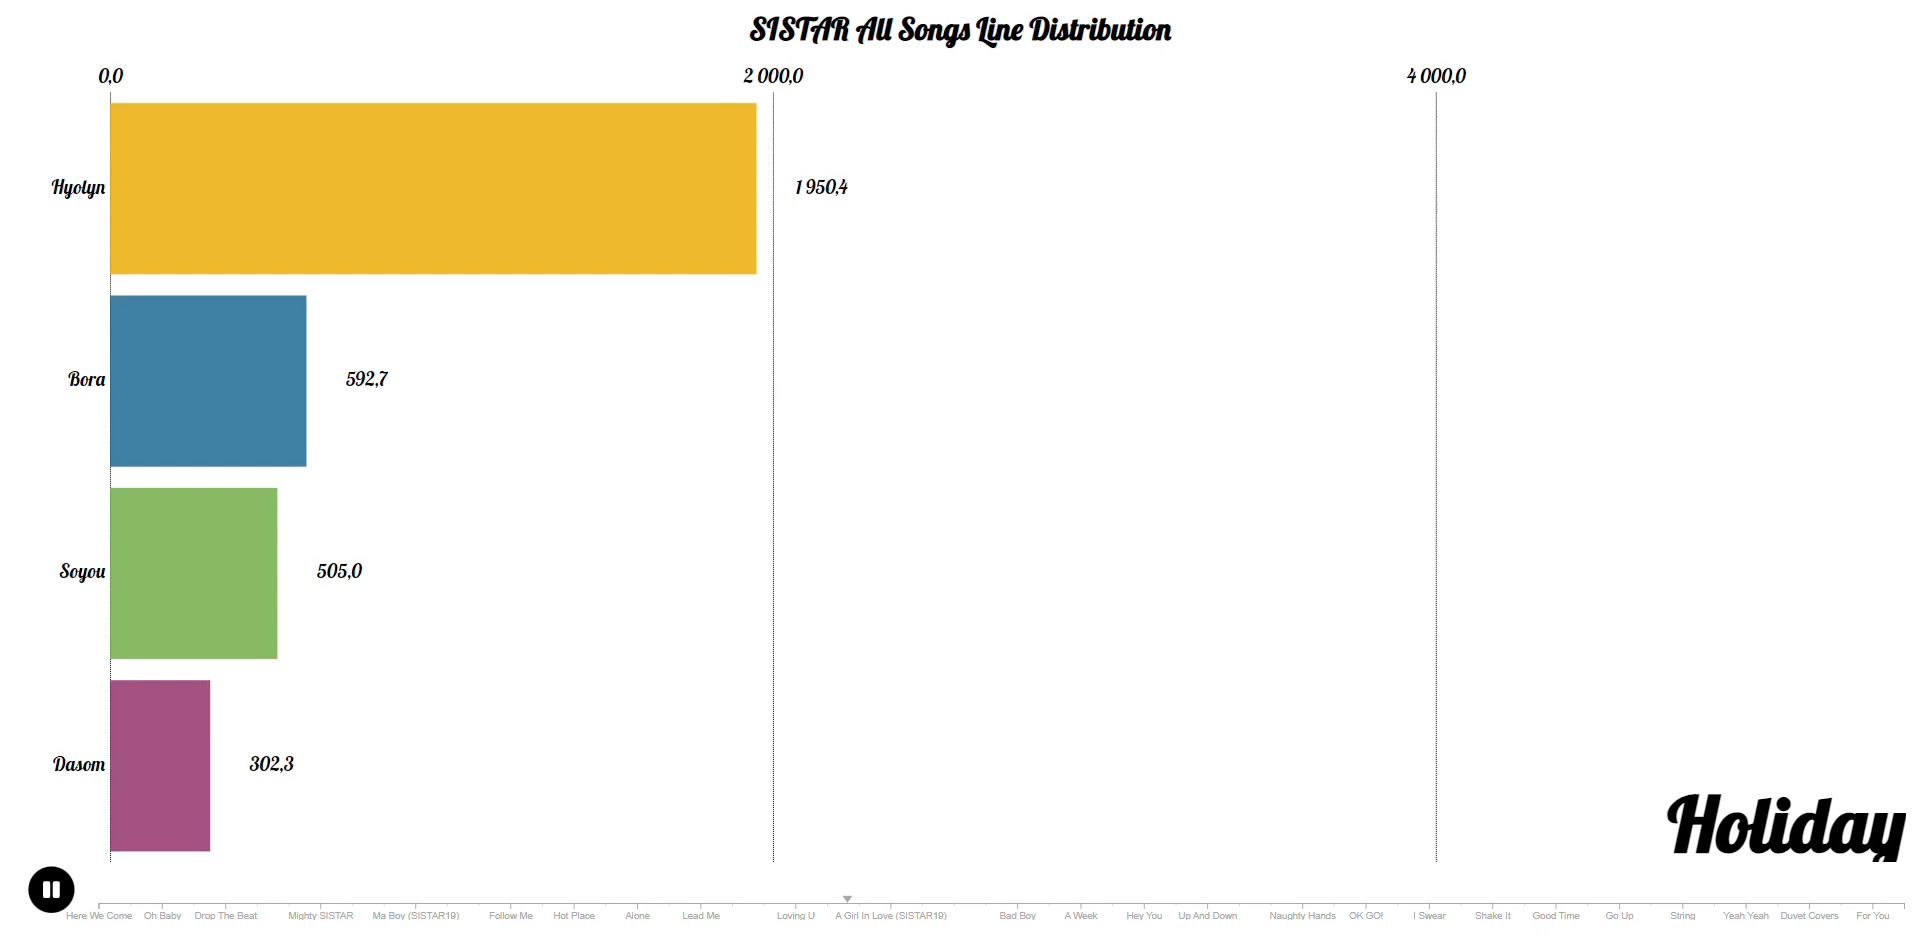 SISTAR All Songs Line Distribution
0,0
2 000,0
4 000,0
Hyolyn
1 950,4
Bora
592,7
Soyou
505,0
Dasom
302,3
Holiday
Here We Come
Oh Baby
Drop The Beat
Mighty SISTAR
Ma Boy (SISTAR19)
Follow Me
Hot Place
Alone
Lead Me
Loving U
A Girl In Love (SISTAR19)
Bad Boy
A Week
Hey You
Up And Down
Naughty Hands
OK GO!
I Swear
Shake It
Good Time
Go Up
String
Yeah Yeah
Duvet Covers
For You